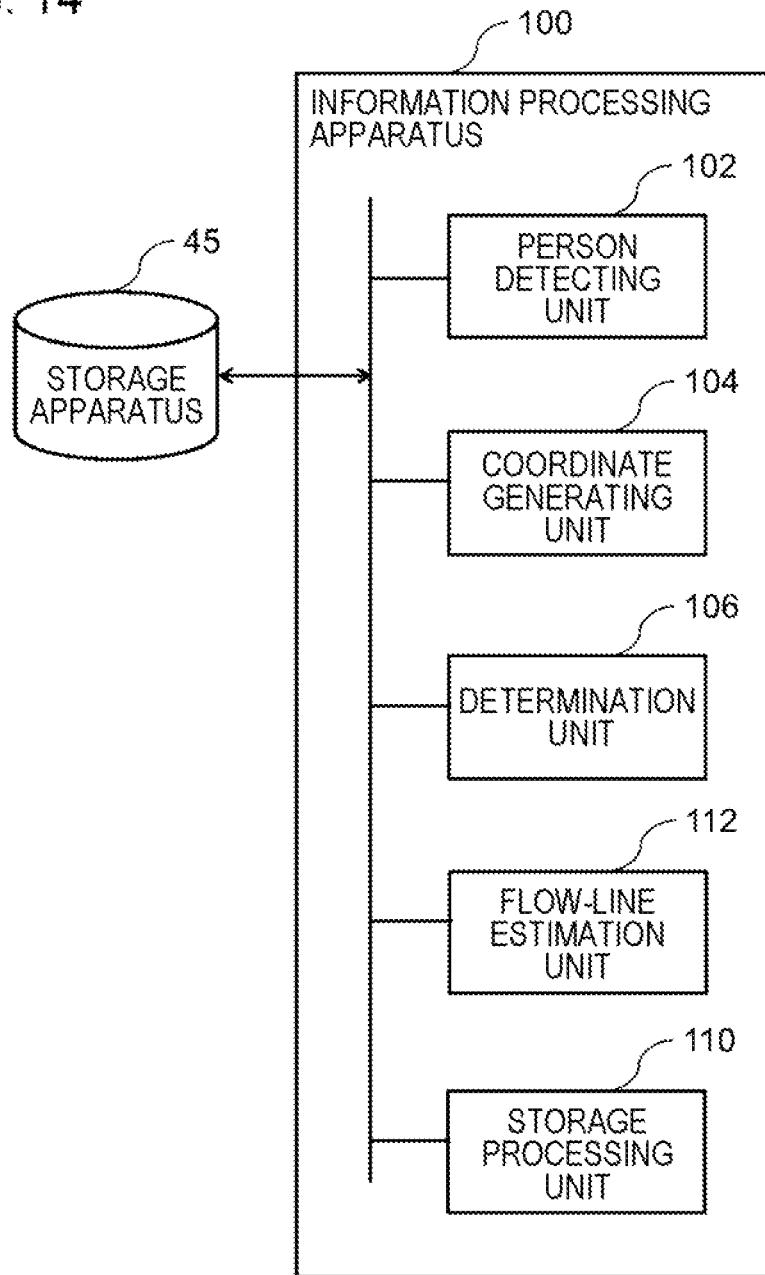 14
100
INFORMATION PROCESSING
APPARATUS
102
PERSON
DETECTING
UNIT
45
STORAGE
APPARATUS
104
COORDINATE
GENERATING
UNIT
106
DETERMINATION
UNIT
112
FLOW-LINE
ESTIMATION
UNIT
110
STORAGE
PROCESSING
UNIT